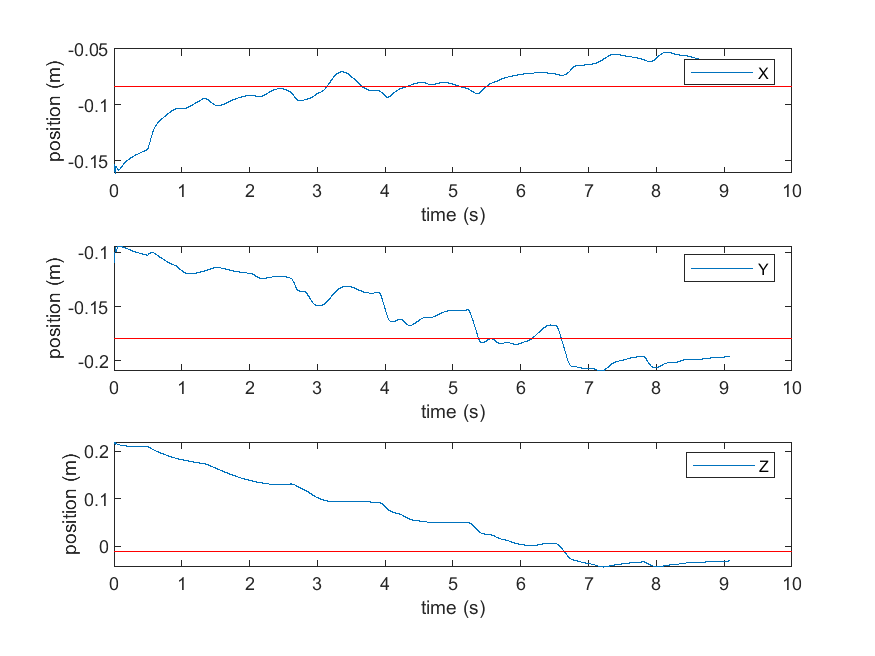 -0.05
-0.1
-0.15
position (m)
X
0 1 2 3 4 5 6 7 8 9 10
time (s)
-0.1
-0.15
-0.2
position (m)
Y
0 1 2 3 4 5 6 7 8 9 10
time (s)
0.2
0.1
0
position (m)
Z
0 1 2 3 4 5 6 7 8 9 10
time (s)